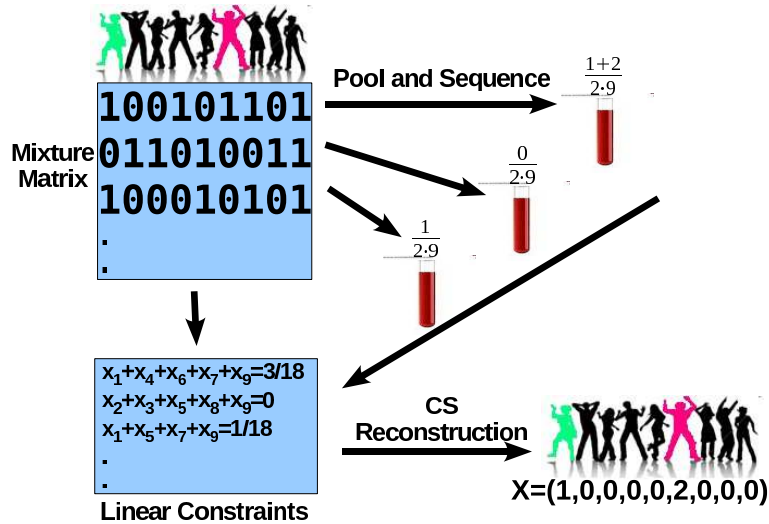 Pool and Sequence
1+2
2·9
Mixture
Matrix
100101101
011010011
100010101
.
.
0
2·9
1
2·9
x₁+x₄+x₆+x₇+x₉=3/18
x₂+x₃+x₅+x₈+x₉=0
x₁+x₅+x₇+x₉=1/18
.
.
Linear Constraints
CS
Reconstruction
X=(1,0,0,0,0,2,0,0,0)